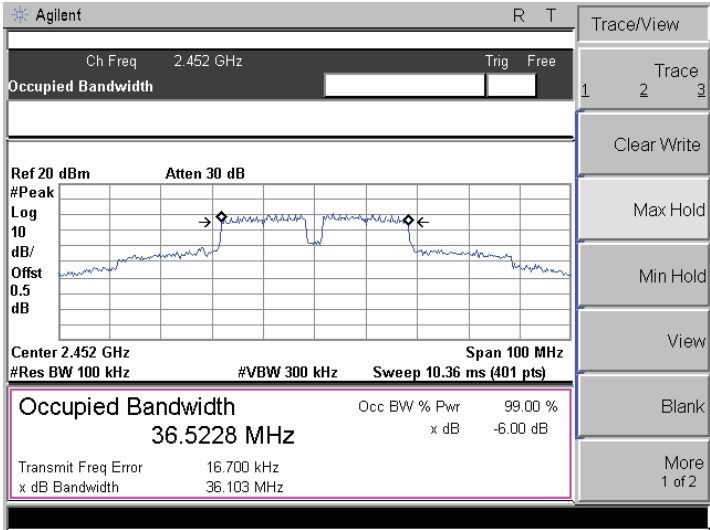 Agilent R T
Trace/View
Ch Freq 2.452 GHz Trig Free
Occupied Bandwidth
Trace
1 2 3
Clear Write
Ref 20 dBm Atten 30 dB
#Peak
Log
10
dB/
Offst
0.5
dB
Max Hold
Min Hold
View
Center 2.452 GHz Span 100 MHz
#Res BW 100 kHz #VBW 300 kHz Sweep 10.36 ms (401 pts)
Occupied Bandwidth Occ BW % Pwr 99.00 %
36.5228 MHz x dB -6.00 dB
Blank
Transmit Freq Error 16.700 kHz
x dB Bandwidth 36.103 MHz
More
1 of 2